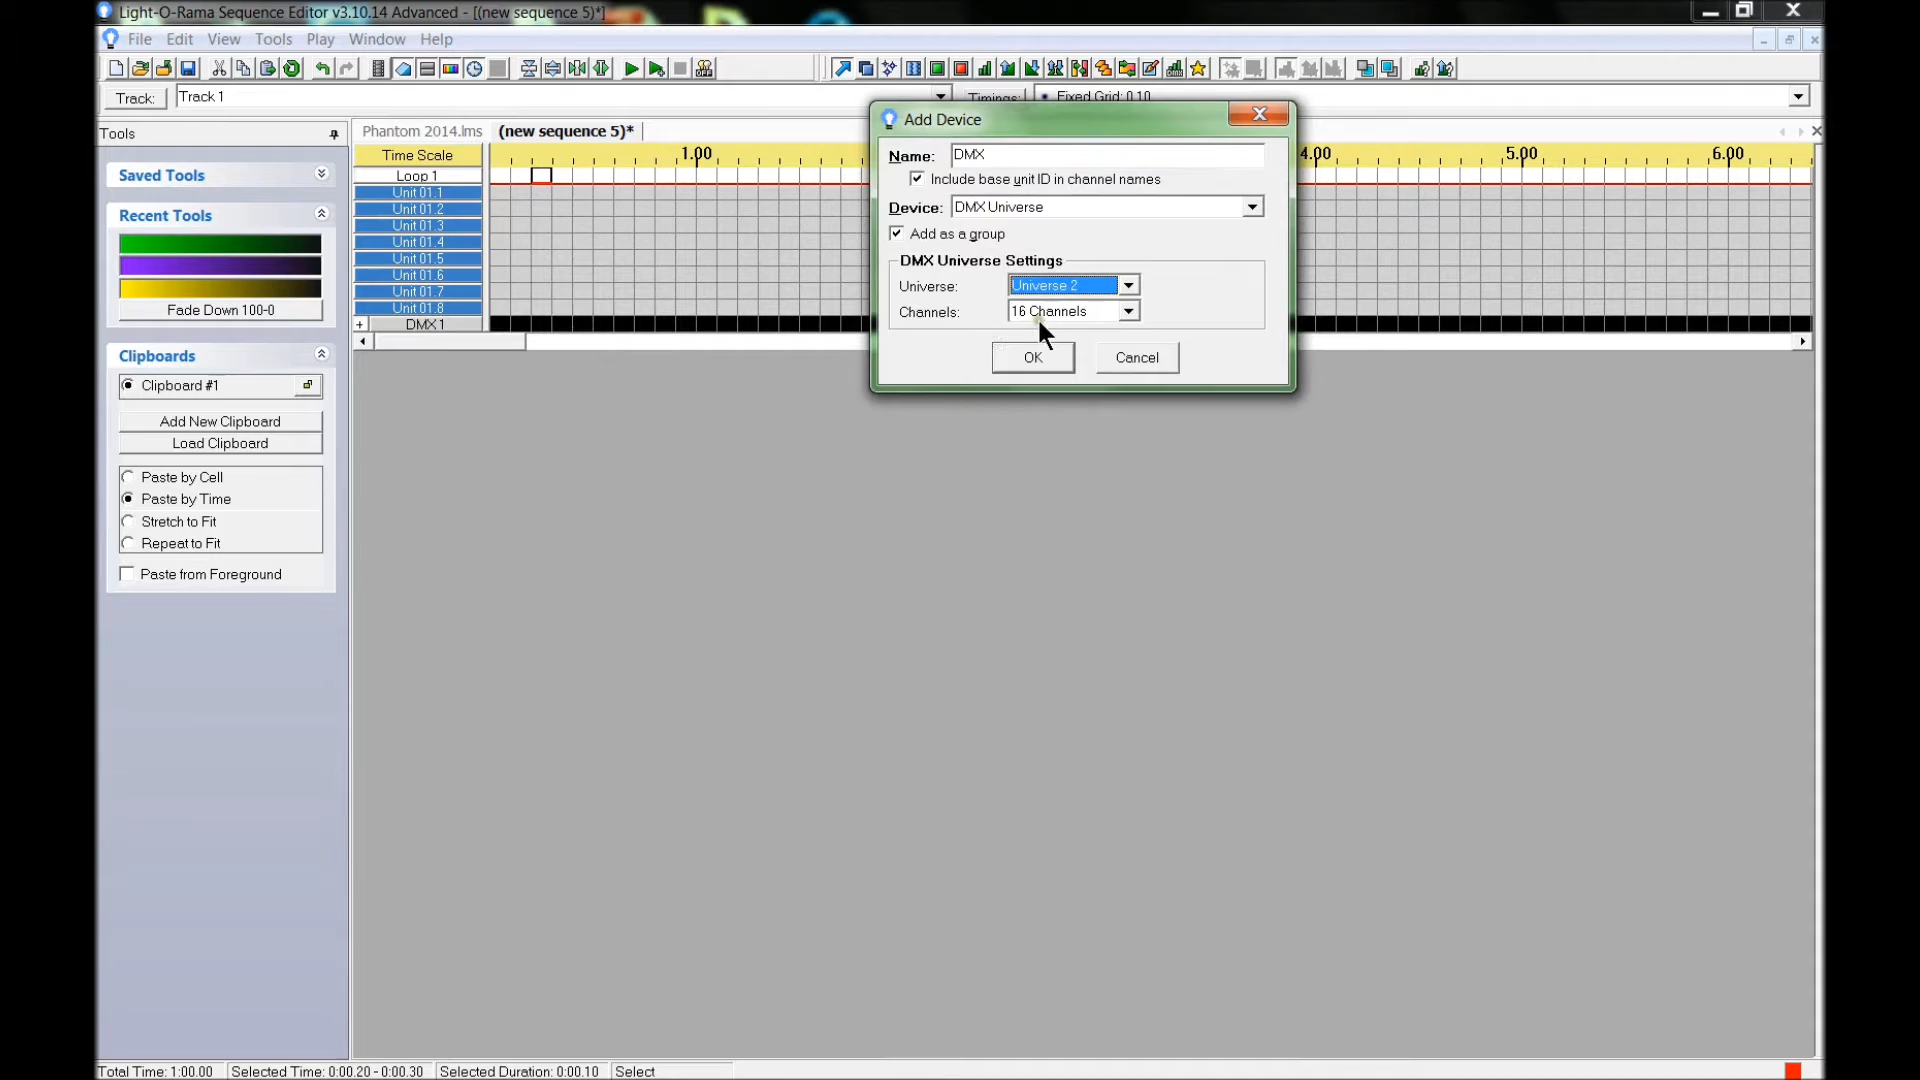 Light-O-Rama Sequence Editor v3.10.14 Advanced - [(new sequence 5)*]
File Edit View Tools Play Window Help
Track: Track 1 Timings: Fixed Grid: 0.10
Tools
Phantom 2014.lms (new sequence 5)*
Saved Tools
Recent Tools
Fade Down 100-0
Clipboards
Clipboard #1
Add New Clipboard
Load Clipboard
Paste by Cell
Paste by Time
Stretch to Fit
Repeat to Fit
Paste from Foreground
Time Scale 1.00 4.00 5.00 6.00
Loop 1
Unit 01.1
Unit 01.2
Unit 01.3
Unit 01.4
Unit 01.5
Unit 01.6
Unit 01.7
Unit 01.8
+ DMX 1
Add Device
Name: DMX
Include base unit ID in channel names
Device: DMX Universe
Add as a group
DMX Universe Settings
Universe: Universe 2
Channels: 16 Channels
OK Cancel
Total Time: 1:00.00 Selected Time: 0:00.20 - 0:00.30 Selected Duration: 0:00.10 Select